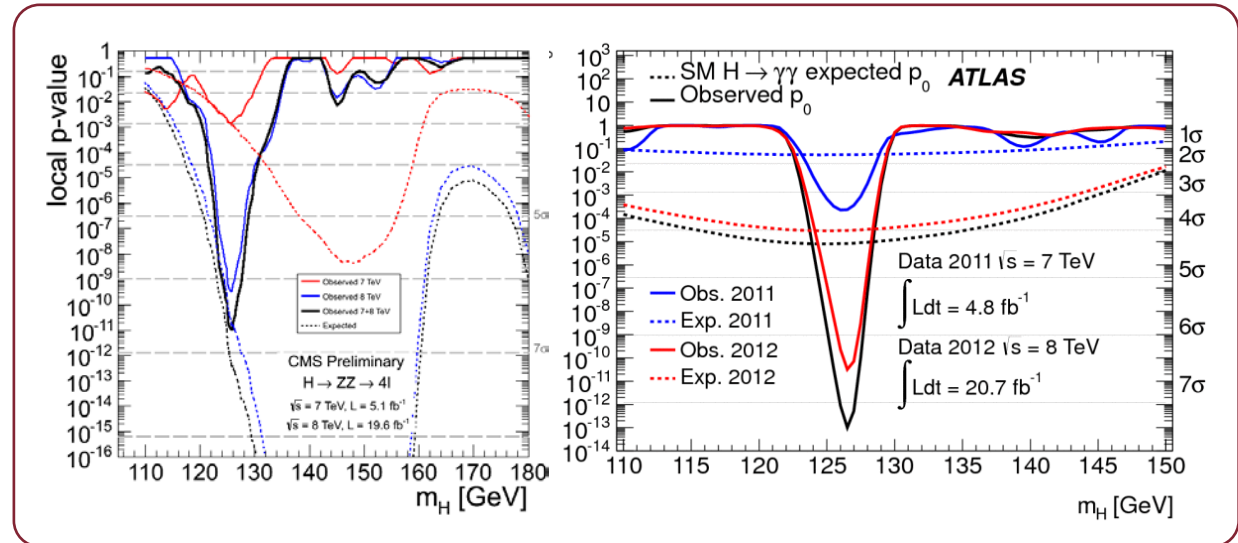 local p-value
1
10⁻¹
10⁻²
10⁻³
10⁻⁴
10⁻⁵
10⁻⁶
10⁻⁷
10⁻⁸
10⁻⁹
10⁻¹⁰
10⁻¹¹
10⁻¹²
10⁻¹³
10⁻¹⁴
10⁻¹⁵
10⁻¹⁶
5σ
7σ
Observed 7 TeV
Observed 8 TeV
Observed 7+8 TeV
Expected
CMS Preliminary
H → ZZ → 4l
√s = 7 TeV, L = 5.1 fb⁻¹
√s = 8 TeV, L = 19.6 fb⁻¹
110 120 130 140 150 160 170 180
m_H [GeV]
10³
10²
10
1
10⁻¹
10⁻²
10⁻³
10⁻⁴
10⁻⁵
10⁻⁶
10⁻⁷
10⁻⁸
10⁻⁹
10⁻¹⁰
10⁻¹¹
10⁻¹²
10⁻¹³
10⁻¹⁴
SM H → γγ expected p₀ ATLAS
Observed p₀
1σ
2σ
3σ
4σ
5σ
6σ
7σ
Data 2011 √s = 7 TeV
∫Ldt = 4.8 fb⁻¹
Data 2012 √s = 8 TeV
∫Ldt = 20.7 fb⁻¹
Obs. 2011
Exp. 2011
Obs. 2012
Exp. 2012
110 115 120 125 130 135 140 145 150
m_H [GeV]